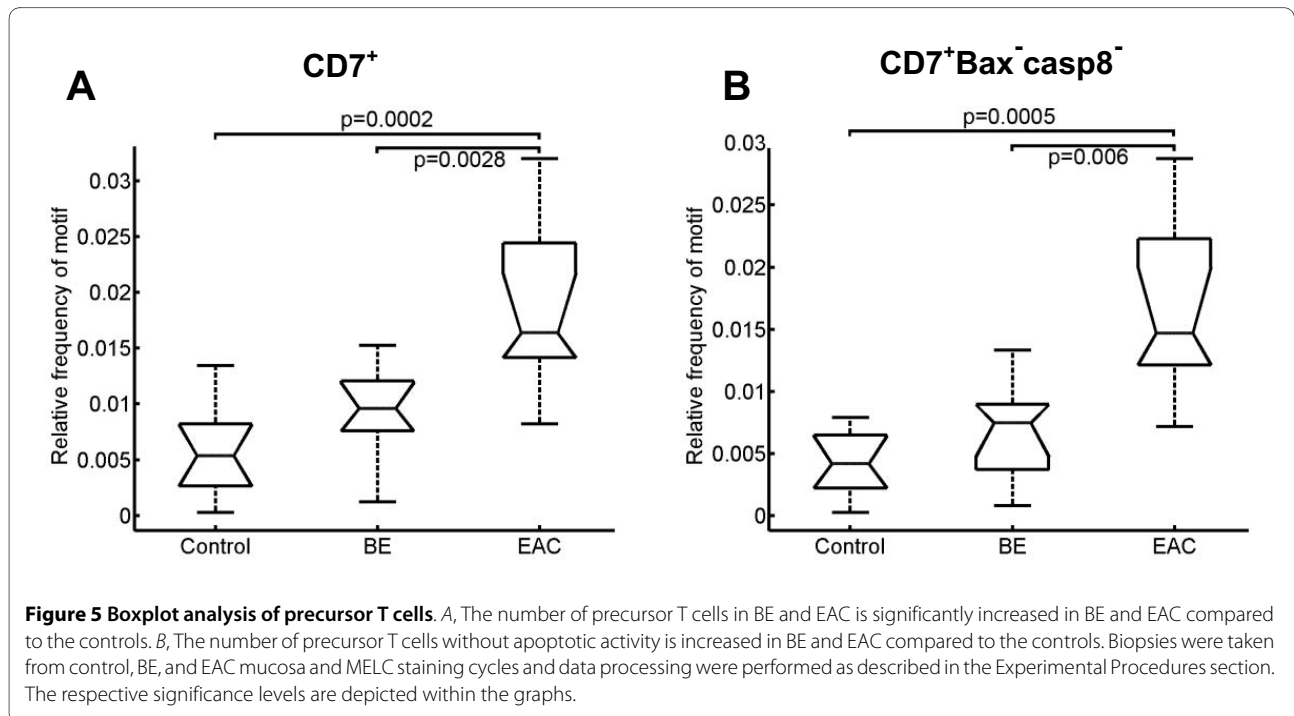 A
CD7⁺
p=0.0002
p=0.0028
Relative frequency of motif
0.03
0.025
0.02
0.015
0.01
0.005
0
Control BE EAC
B
CD7⁺Bax⁻casp8⁻
p=0.0005
p=0.006
Relative frequency of motif
0.03
0.025
0.02
0.015
0.01
0.005
0
Control BE EAC
Figure 5 Boxplot analysis of precursor T cells. A, The number of precursor T cells in BE and EAC is significantly increased in BE and EAC compared
to the controls. B, The number of precursor T cells without apoptotic activity is increased in BE and EAC compared to the controls. Biopsies were taken
from control, BE, and EAC mucosa and MELC staining cycles and data processing were performed as described in the Experimental Procedures section.
The respective significance levels are depicted within the graphs.